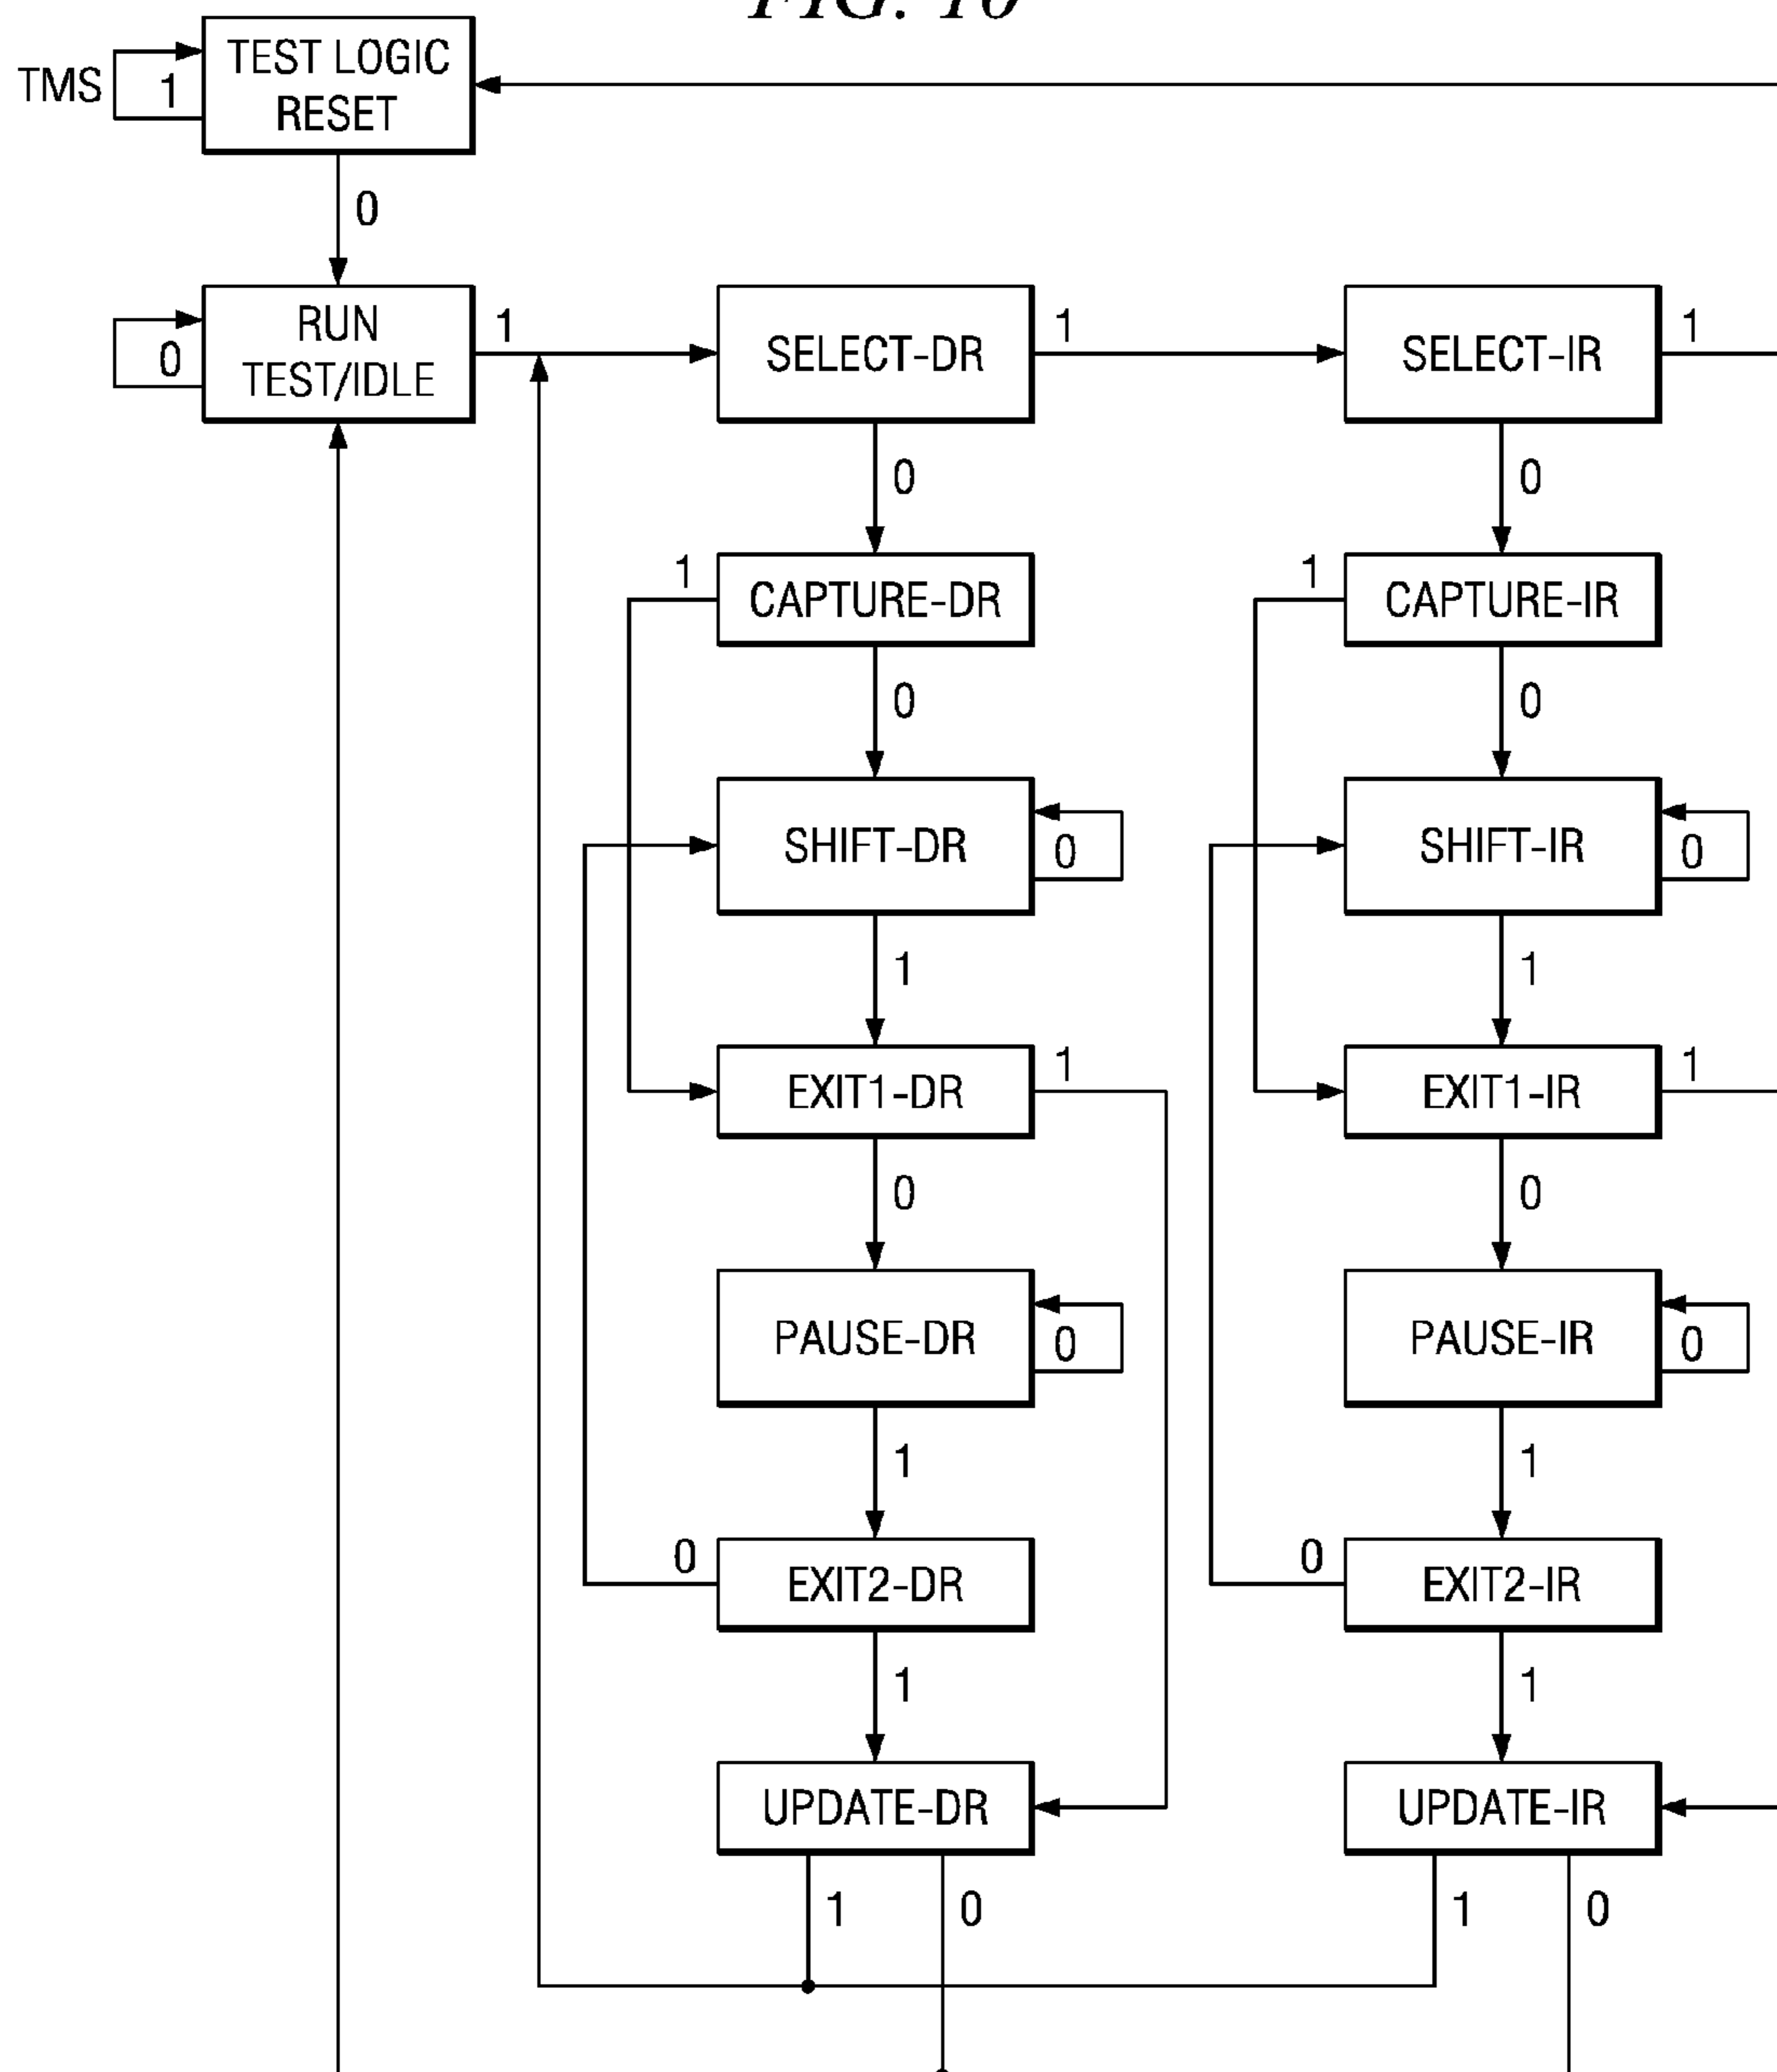 FIG. 10
TMS
1
TEST LOGIC
RESET
0
RUN
TEST/IDLE
0
1
SELECT-DR
1
SELECT-IR
1
0
0
1
CAPTURE-DR
1
CAPTURE-IR
0
0
SHIFT-DR
0
SHIFT-IR
0
1
1
EXIT1-DR
1
EXIT1-IR
1
0
0
PAUSE-DR
0
PAUSE-IR
0
1
1
0
EXIT2-DR
0
EXIT2-IR
1
1
UPDATE-DR
UPDATE-IR
1
0
1
0